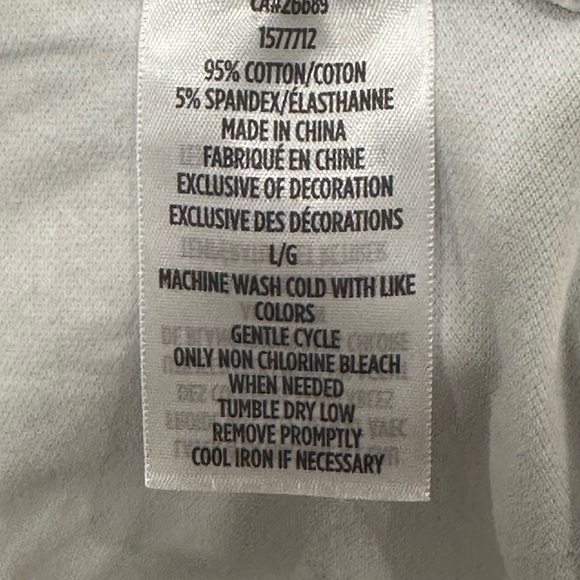 CA#26689
1577712
95% COTTON/COTON
5% SPANDEX/ÉLASTHANNE
MADE IN CHINA
FABRIQUÉ EN CHINE
EXCLUSIVE OF DECORATION
EXCLUSIVE DES DÉCORATIONS
L/G
MACHINE WASH COLD WITH LIKE
COLORS
GENTLE CYCLE
ONLY NON CHLORINE BLEACH
WHEN NEEDED
TUMBLE DRY LOW
REMOVE PROMPTLY
COOL IRON IF NECESSARY